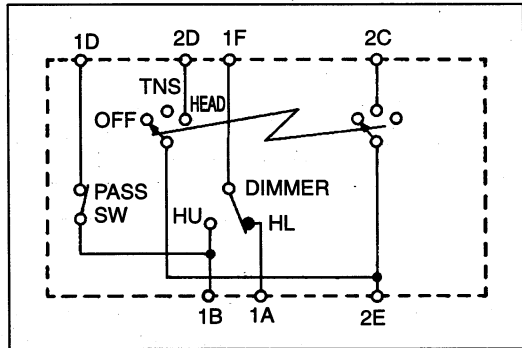 1D 2D 1F 2C
TNS
HEAD
OFF
PASS
SW
DIMMER
HU
HL
1B 1A 2E